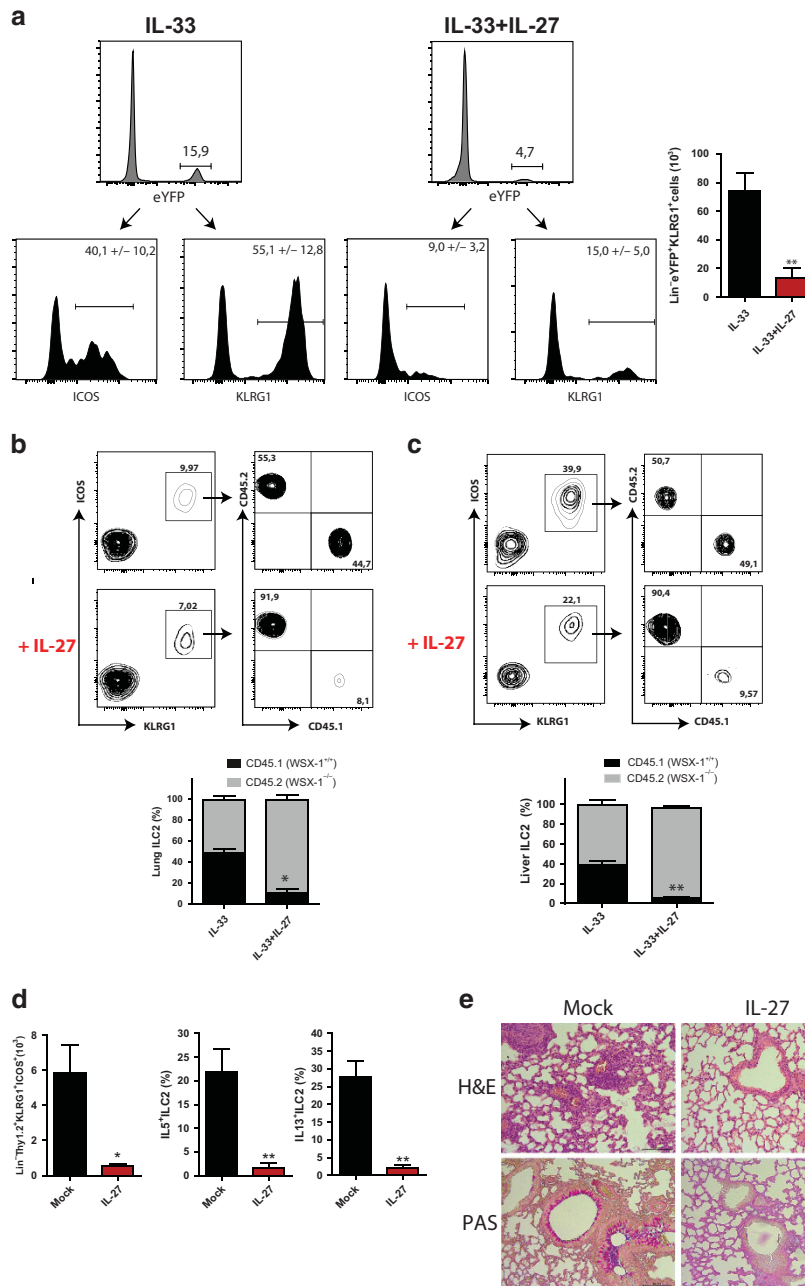 a
IL-33
IL-33+IL-27
15,9
4,7
eYFP
eYFP
40,1 +/− 10,2
55,1 +/− 12,8
9,0 +/− 3,2
15,0 +/− 5,0
ICOS
KLRG1
ICOS
KLRG1
Lin⁻eYFP⁺KLRG1⁺cells (10³)
100
80
60
40
20
0
**
IL-33
IL-33+IL-27
b
ICOS
9,97
CD45.2
55,3
44,7
+ IL-27
7,02
91,9
8,1
KLRG1
CD45.1
CD45.1 (WSX-1⁺/⁺)
CD45.2 (WSX-1⁻/⁻)
Lung ILC2 (%)
100
80
60
40
20
0
*
IL-33
IL-33+IL-27
c
ICOS
39,9
CD45.2
50,7
49,1
+ IL-27
22,1
90,4
9,57
KLRG1
CD45.1
CD45.1 (WSX-1⁺/⁺)
CD45.2 (WSX-1⁻/⁻)
Liver ILC2 (%)
100
80
60
40
20
0
**
IL-33
IL-33+IL-27
d
Lin⁻Thy1.2⁺KLRG1⁺ICOS⁺(10³)
8
6
4
2
0
*
Mock
IL-27
IL5⁺ILC2 (%)
30
25
20
15
10
5
0
**
Mock
IL-27
IL13⁺ILC2 (%)
40
35
30
25
20
15
10
5
0
**
Mock
IL-27
e
Mock
IL-27
H&E
PAS